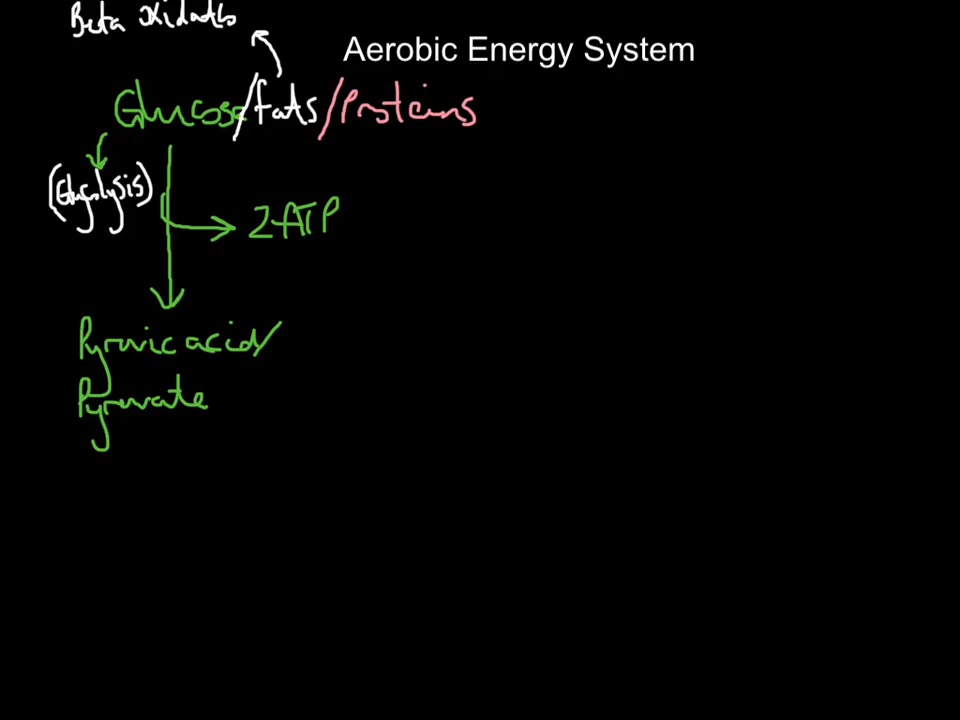 Beta oxidation
Aerobic Energy System
Glucose/Fats/Proteins
(Glycolysis)
2ATP
Pyruvic acid/
Pyruvate